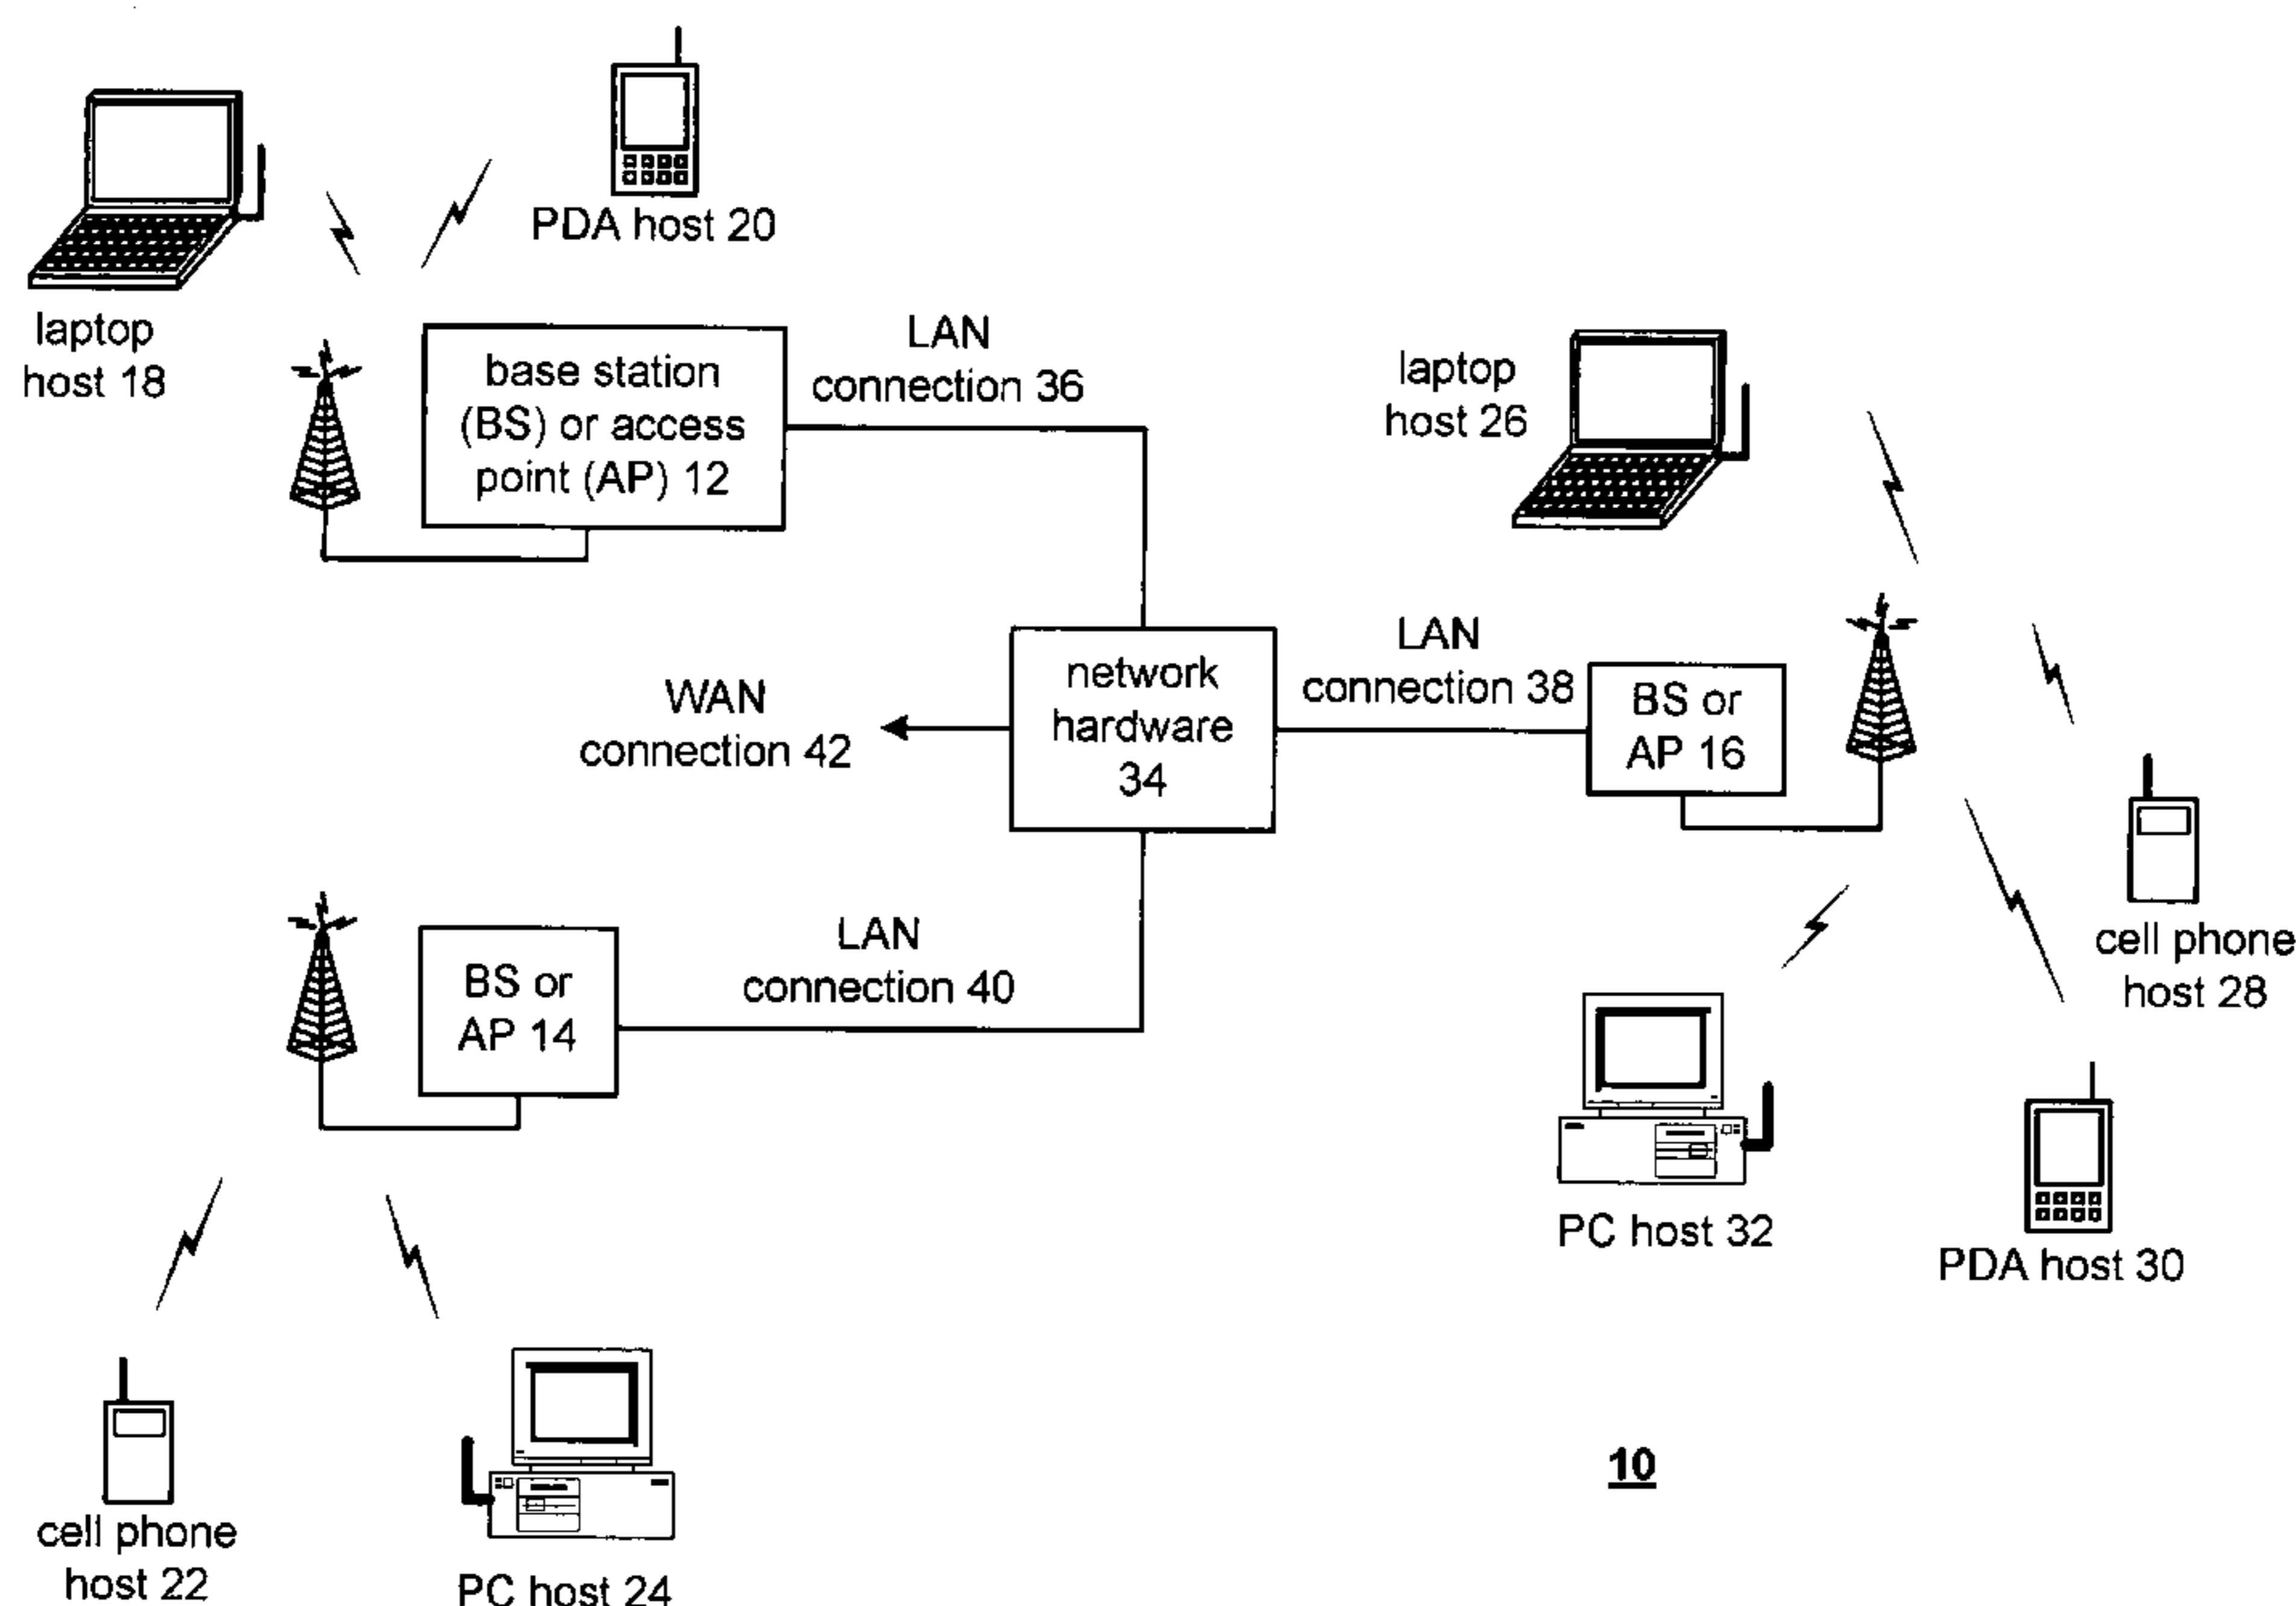 PDA host 20
laptop
host 18
base station
(BS) or access
point (AP) 12
LAN
connection 36
laptop
host 26
network
hardware
34
WAN
connection 42
LAN
connection 38
BS or
AP 16
BS or
AP 14
LAN
connection 40
cell phone
host 28
PC host 32
PDA host 30
cell phone
host 22
PC host 24
10